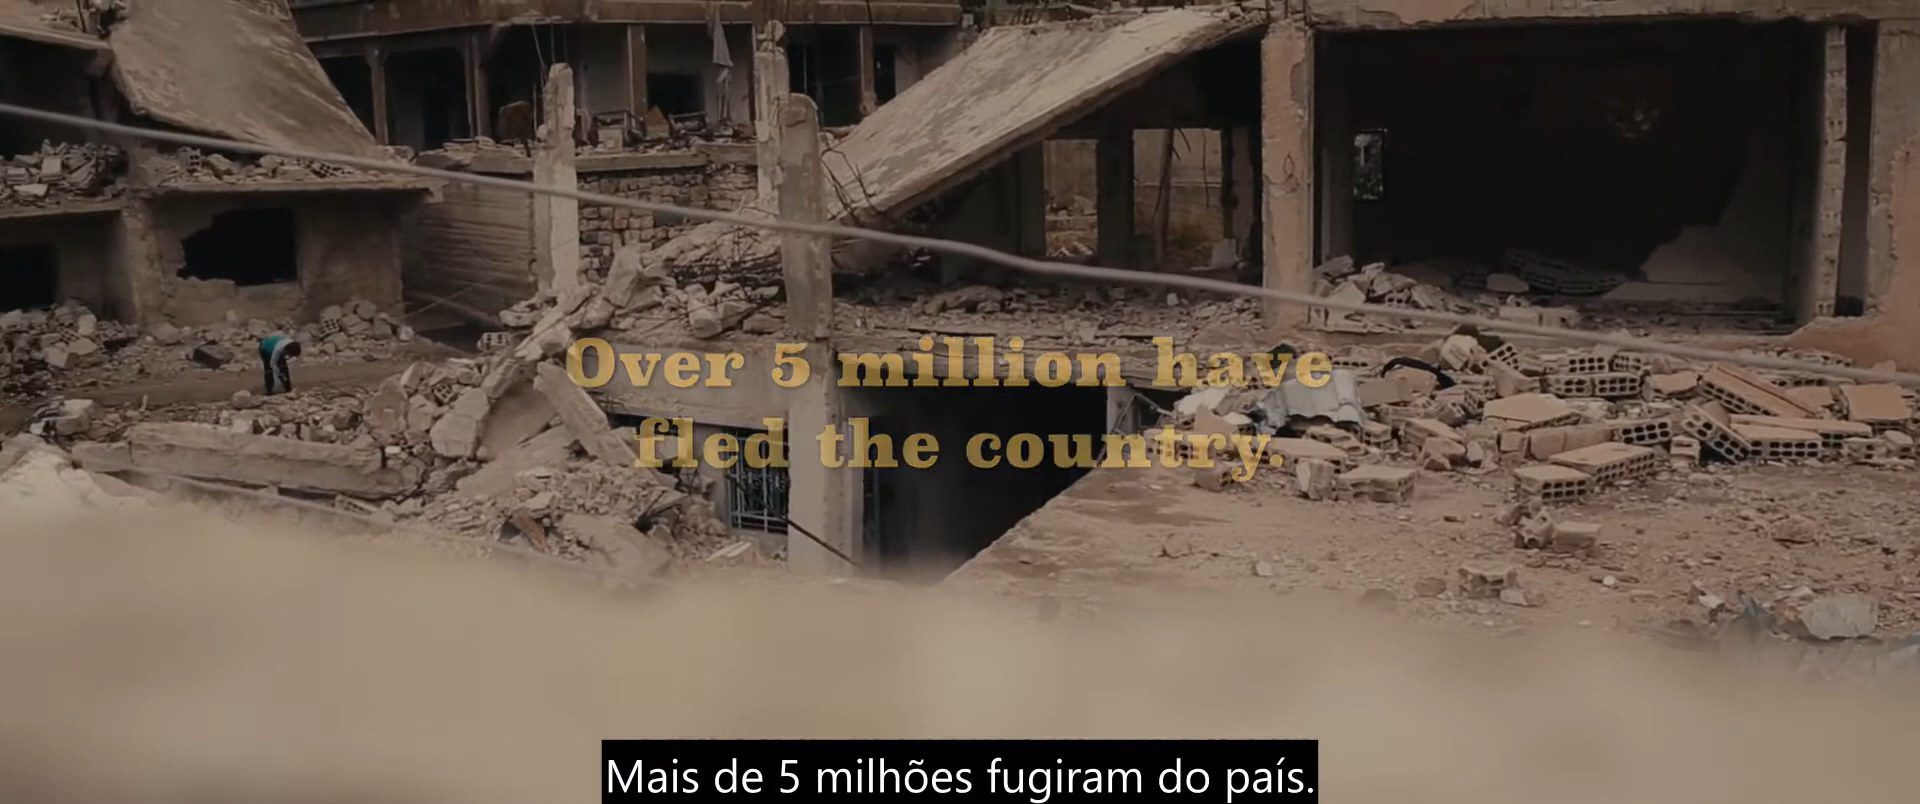 Over 5 million have
fled the country.
Mais de 5 milhões fugiram do país.